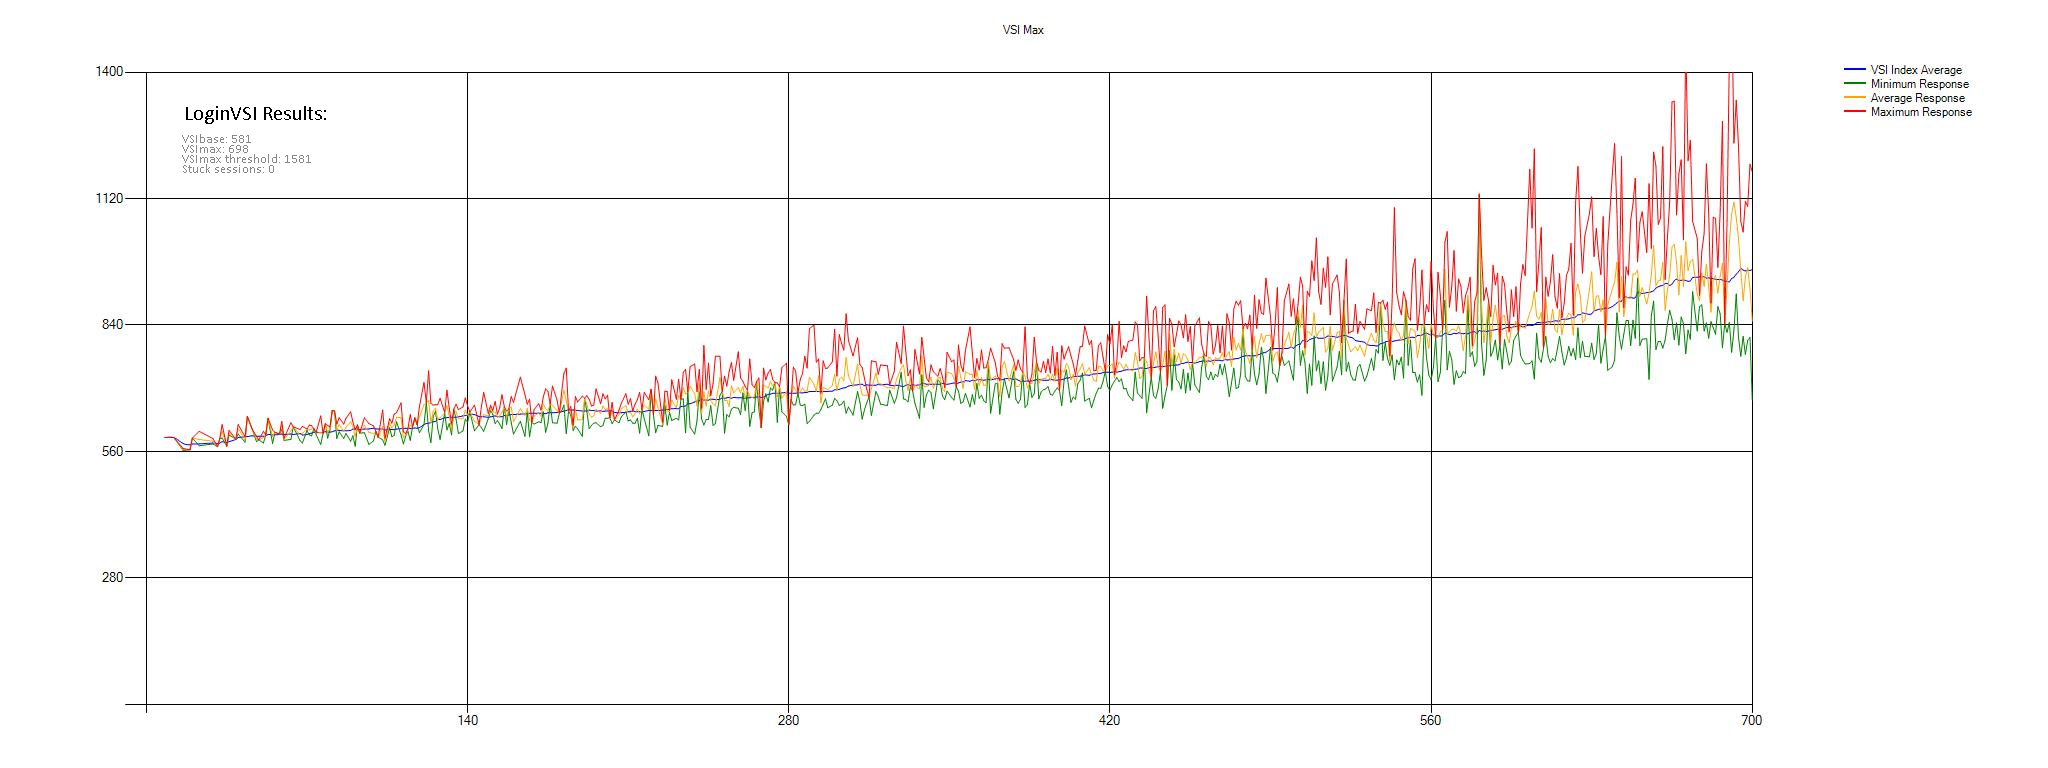 VSI Max
1400
1120
840
560
280
140
280
420
560
700
LoginVSI Results:
VSIbase: 581
VSImax: 698
VSImax threshold: 1581
Stuck sessions: 0
VSI Index Average
Minimum Response
Average Response
Maximum Response